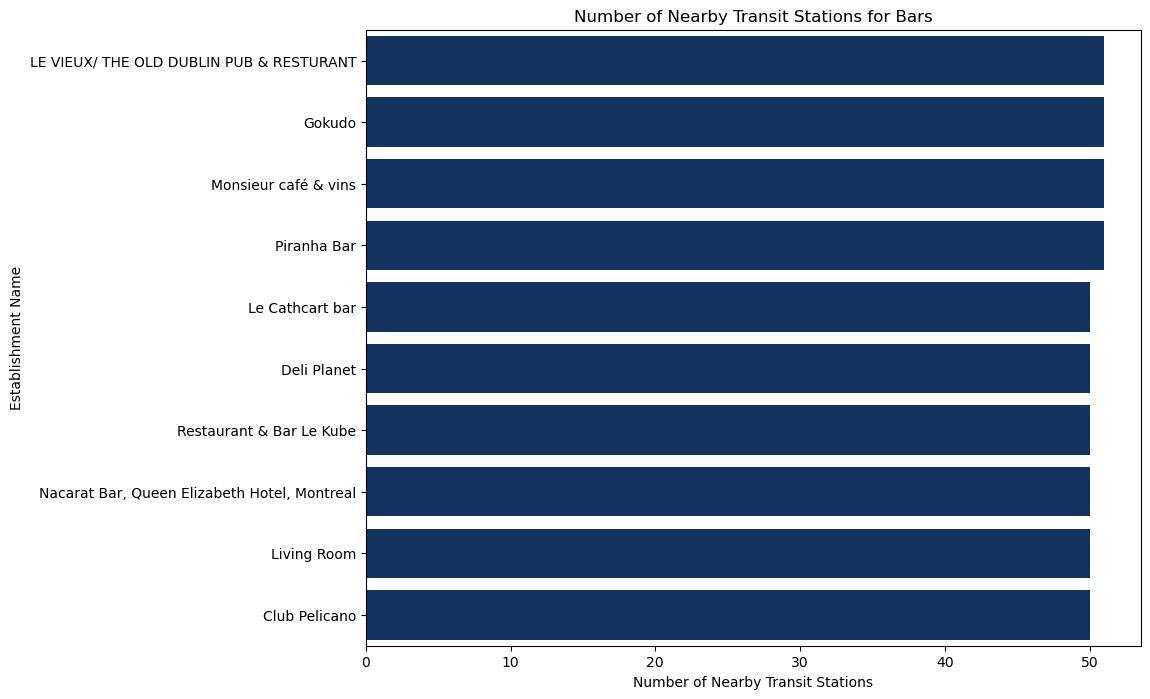 Number of Nearby Transit Stations for Bars
LE VIEUX/ THE OLD DUBLIN PUB & RESTURANT
Gokudo
Monsieur café & vins
Piranha Bar
Le Cathcart bar
Deli Planet
Restaurant & Bar Le Kube
Nacarat Bar, Queen Elizabeth Hotel, Montreal
Living Room
Club Pelicano
Establishment Name
0 10 20 30 40 50
Number of Nearby Transit Stations